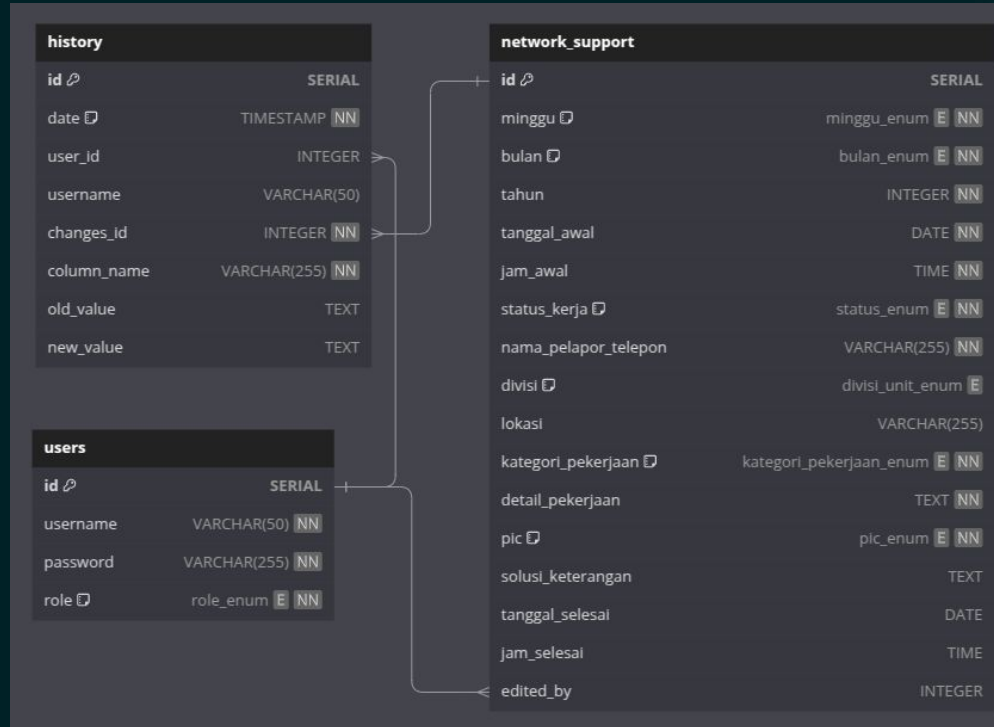 history
id SERIAL
date TIMESTAMP NN
user_id INTEGER
username VARCHAR(50)
changes_id INTEGER NN
column_name VARCHAR(255) NN
old_value TEXT
new_value TEXT
users
id SERIAL
username VARCHAR(50) NN
password VARCHAR(255) NN
role role_enum E NN
network_support
id SERIAL
minggu minggu_enum E NN
bulan bulan_enum E NN
tahun INTEGER NN
tanggal_awal DATE NN
jam_awal TIME NN
status_kerja status_enum E NN
nama_pelapor_telepon VARCHAR(255) NN
divisi divisi_unit_enum E
lokasi VARCHAR(255)
kategori_pekerjaan kategori_pekerjaan_enum E NN
detail_pekerjaan TEXT NN
pic pic_enum E NN
solusi_keterangan TEXT
tanggal_selesai DATE
jam_selesai TIME
edited_by INTEGER